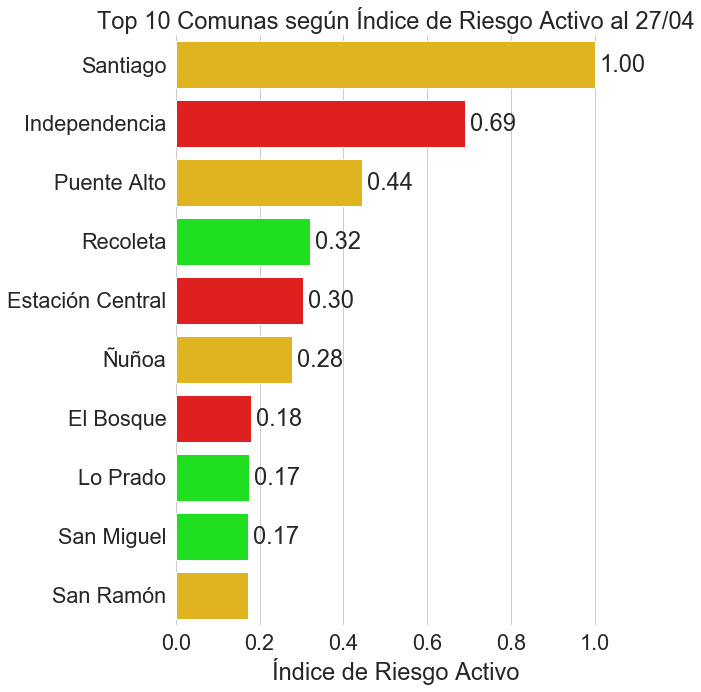 Top 10 Comunas según Índice de Riesgo Activo al 27/04
Santiago 1.00
Independencia 0.69
Puente Alto 0.44
Recoleta 0.32
Estación Central 0.30
Ñuñoa 0.28
El Bosque 0.18
Lo Prado 0.17
San Miguel 0.17
San Ramón
0.0 0.2 0.4 0.6 0.8 1.0
Índice de Riesgo Activo